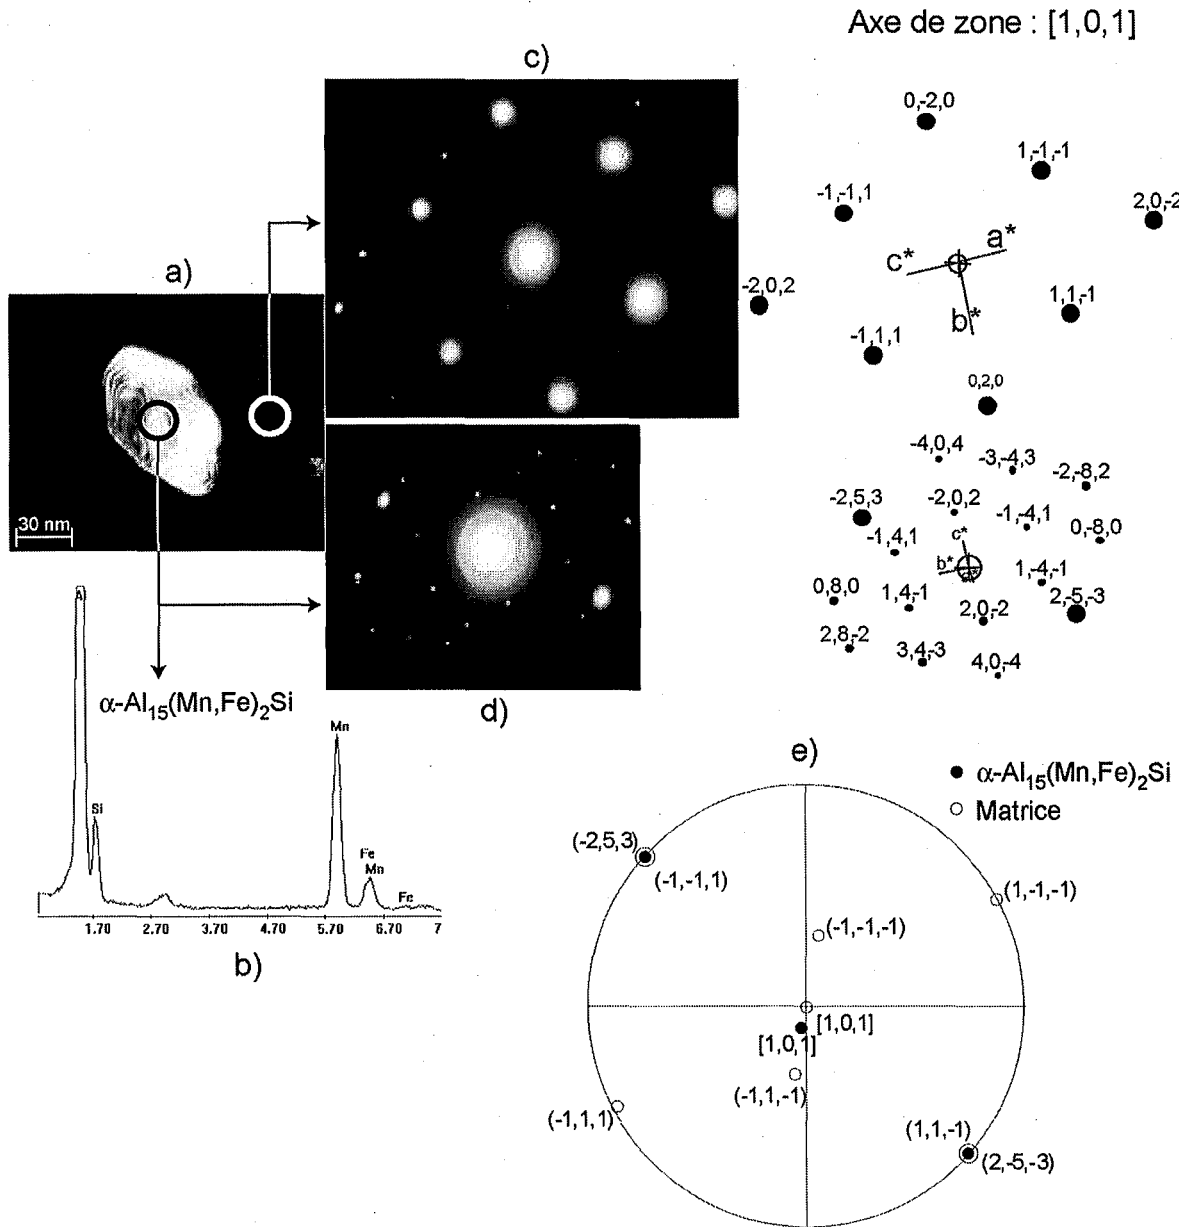 Axe de zone : [1,0,1]
c)
0,-2,0
1,-1,-1
-1,-1,1
2,0,-2
a*
c*
b*
a)
-2,0,2
1,1,-1
-1,1,1
0,2,0
30 nm
-4,0,4
-3,-4,3
-2,-8,2
-2,5,3
-2,0,2
-1,-4,1
0,-8,0
-1,4,1
c*
b*
a*
1,-4,-1
0,8,0
1,4,-1
2,0,-2
2,-5,-3
2,8,-2
3,4,-3
4,0,-4
d)
α-Al15(Mn,Fe)2Si
Al
Si
Mn
Fe
Mn
Fe
1.70 2.70 3.70 4.70 5.70 6.70 7
b)
e)
α-Al15(Mn,Fe)2Si
Matrice
(-2,5,3)
(-1,-1,1)
(1,-1,-1)
(-1,-1,-1)
[1,0,1]
[1,0,1]
(-1,1,-1)
(-1,1,1)
(1,1,-1)
(2,-5,-3)